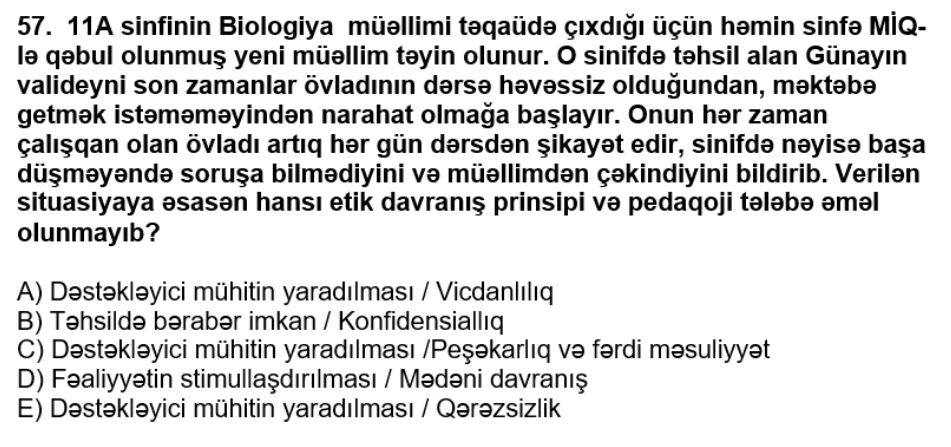 57.  11A sinfinin Biologiya  müəllimi təqaüdə çıxdığı üçün həmin sinfə MİQ-
lə qəbul olunmuş yeni müəllim təyin olunur. O sinifdə təhsil alan Günayın
valideyni son zamanlar övladının dərsə həvəssiz olduğundan, məktəbə
getmək istəməməyindən narahat olmağa başlayır. Onun hər zaman
çalışqan olan övladı artıq hər gün dərsdən şikayət edir, sinifdə nəyisə başa
düşməyəndə soruşa bilmədiyini və müəllimdən çəkindiyini bildirib. Verilən
situasiyaya əsasən hansı etik davranış prinsipi və pedaqoji tələbə əməl
olunmayıb?
A) Dəstəkləyici mühitin yaradılması / Vicdanlılıq
B) Təhsildə bərabər imkan / Konfidensiallıq
C) Dəstəkləyici mühitin yaradılması /Peşəkarlıq və fərdi məsuliyyət
D) Fəaliyyətin stimullaşdırılması / Mədəni davranış
E) Dəstəkləyici mühitin yaradılması / Qərəzsizlik